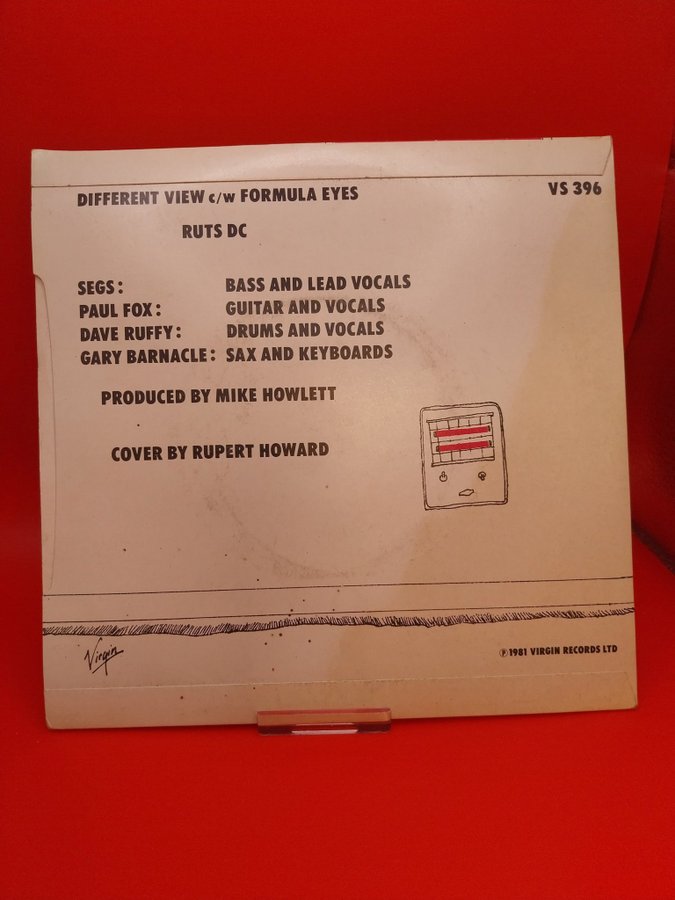 DIFFERENT VIEW c/w FORMULA EYES
VS 396
RUTS DC
SEGS: BASS AND LEAD VOCALS
PAUL FOX: GUITAR AND VOCALS
DAVE RUFFY: DRUMS AND VOCALS
GARY BARNACLE: SAX AND KEYBOARDS
PRODUCED BY MIKE HOWLETT
COVER BY RUPERT HOWARD
Virgin
℗ 1981 VIRGIN RECORDS LTD